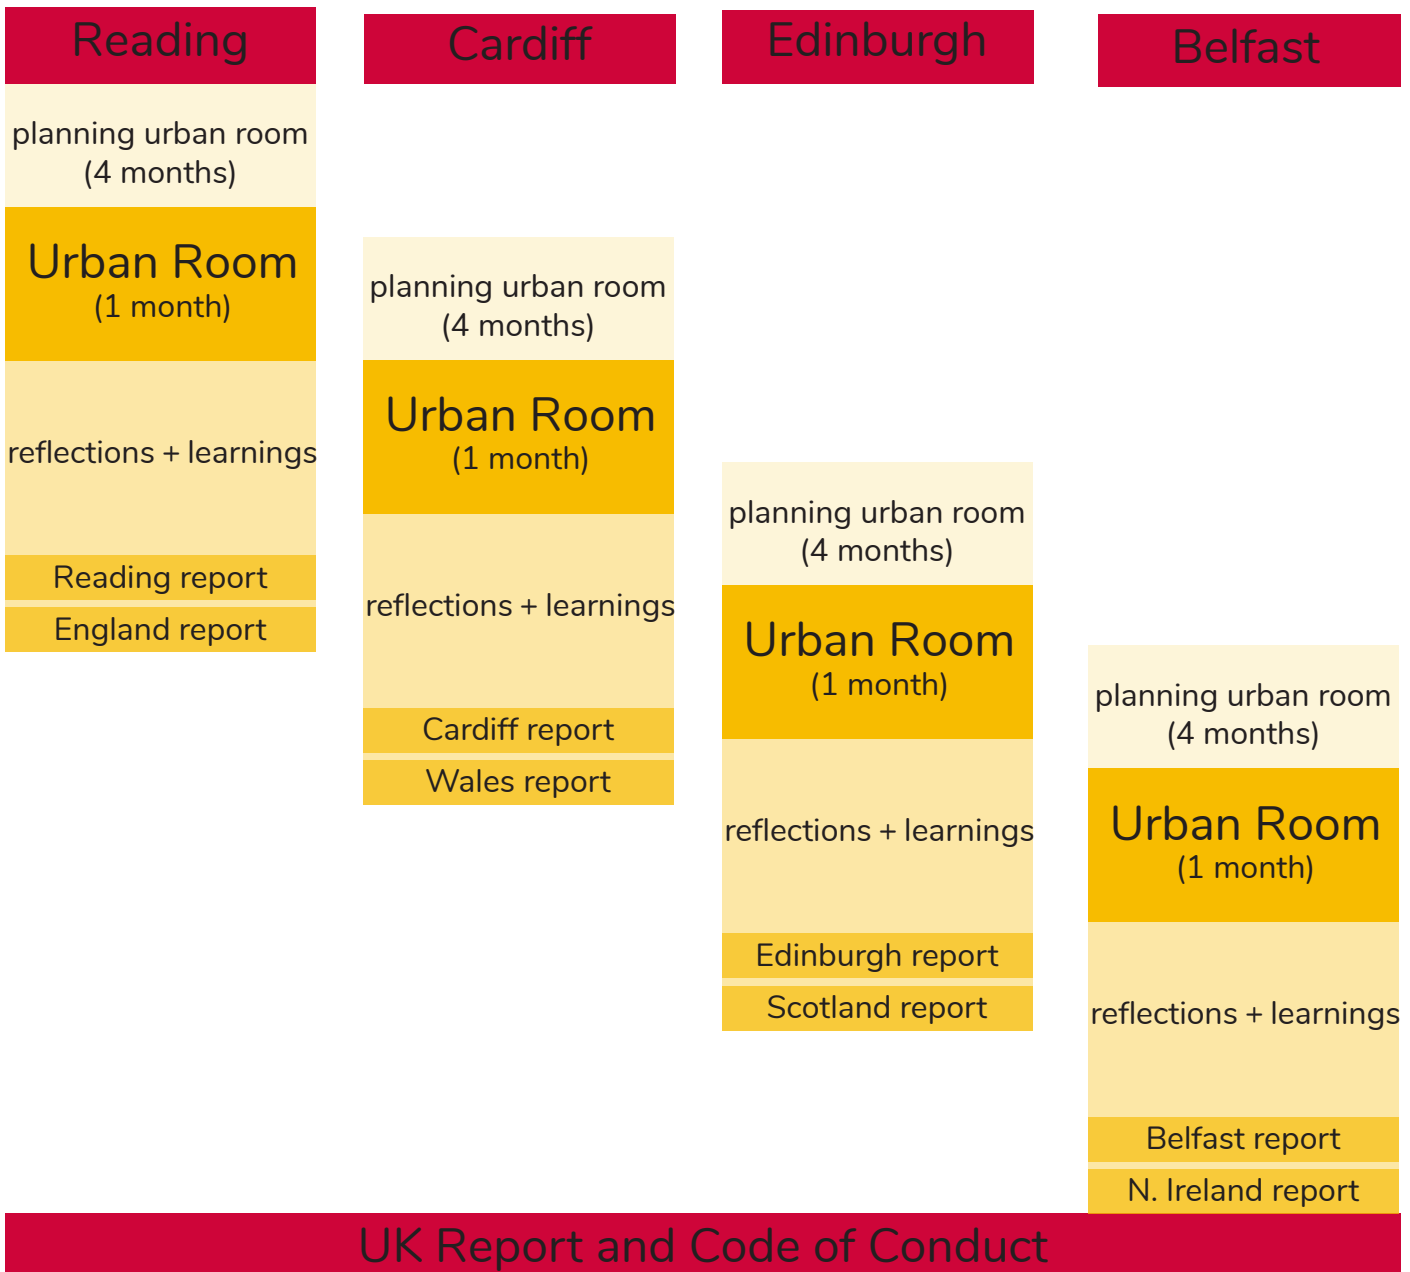 Reading
planning urban room
(4 months)
Urban Room
(1 month)
reflections + learnings
Reading report
England report
Cardiff
planning urban room
(4 months)
Urban Room
(1 month)
reflections + learnings
Cardiff report
Wales report
Edinburgh
planning urban room
(4 months)
Urban Room
(1 month)
reflections + learnings
Edinburgh report
Scotland report
Belfast
planning urban room
(4 months)
Urban Room
(1 month)
reflections + learnings
Belfast report
N. Ireland report
UK Report and Code of Conduct